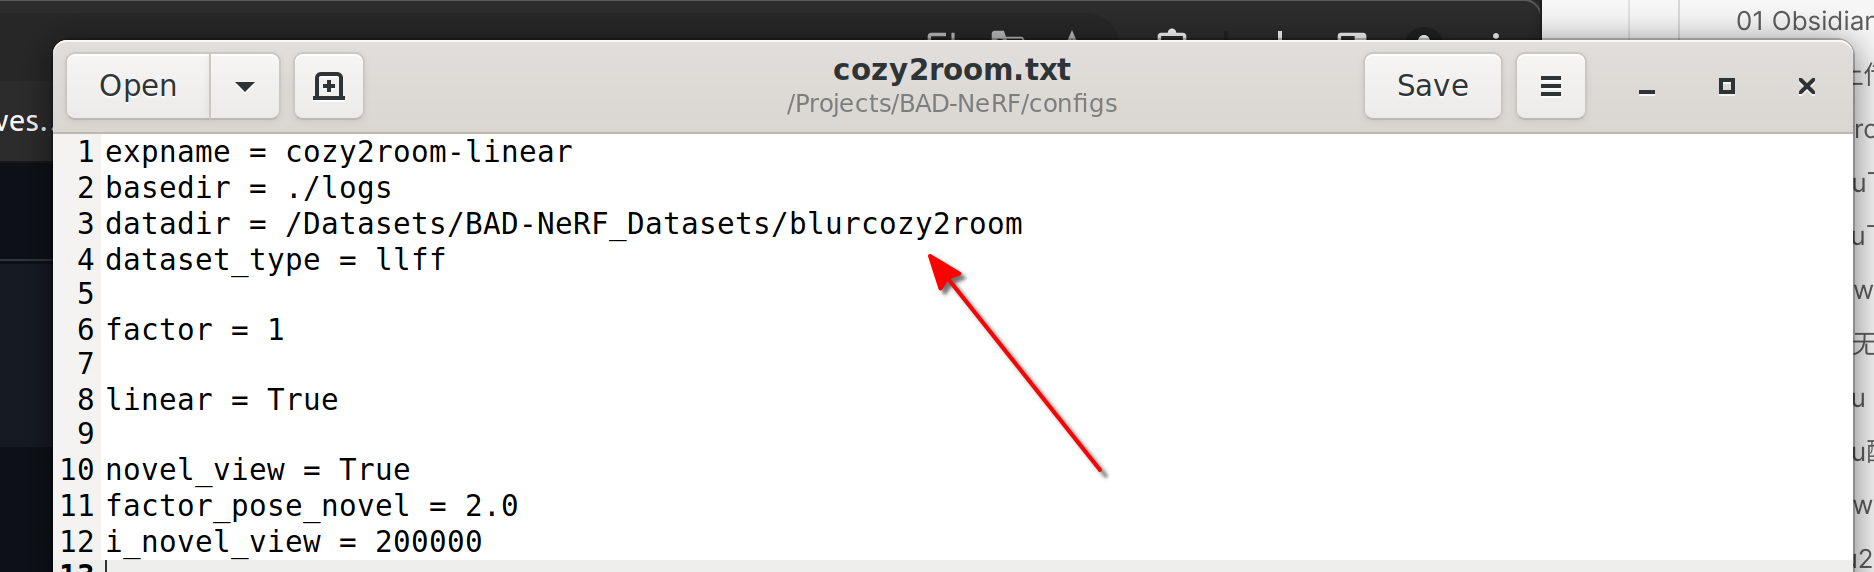 01 Obsidian
ves..
Open
cozy2room.txt
/Projects/BAD-NeRF/configs
Save
1 expname = cozy2room-linear
2 basedir = ./logs
3 datadir = /Datasets/BAD-NeRF_Datasets/blurcozy2room
4 dataset_type = llff
5
6 factor = 1
7
8 linear = True
9
10 novel_view = True
11 factor_pose_novel = 2.0
12 i_novel_view = 200000
13